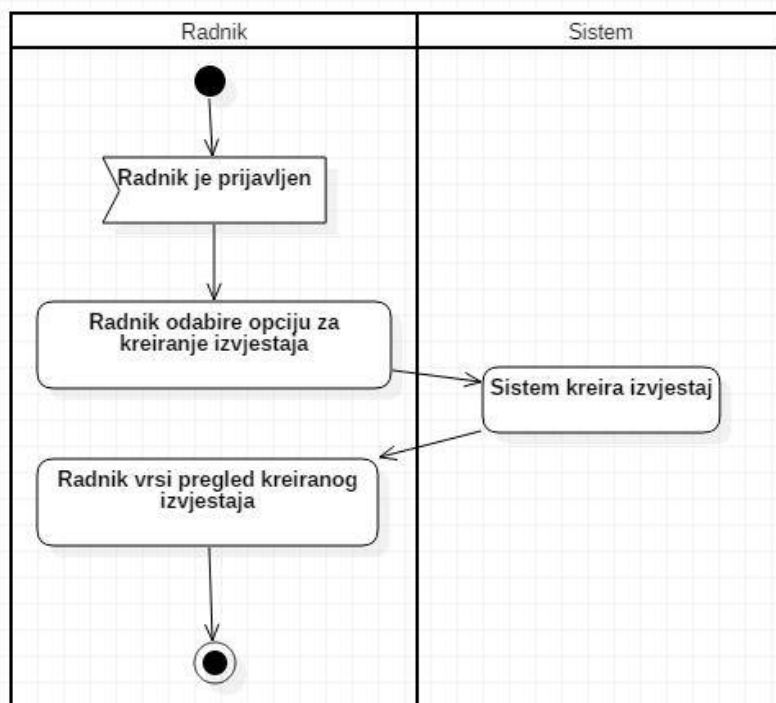 Radnik
Sistem
Radnik je prijavljen
Radnik odabire opciju za
kreiranje izvjestaja
Sistem kreira izvjestaj
Radnik vrsi pregled kreiranog
izvjestaja